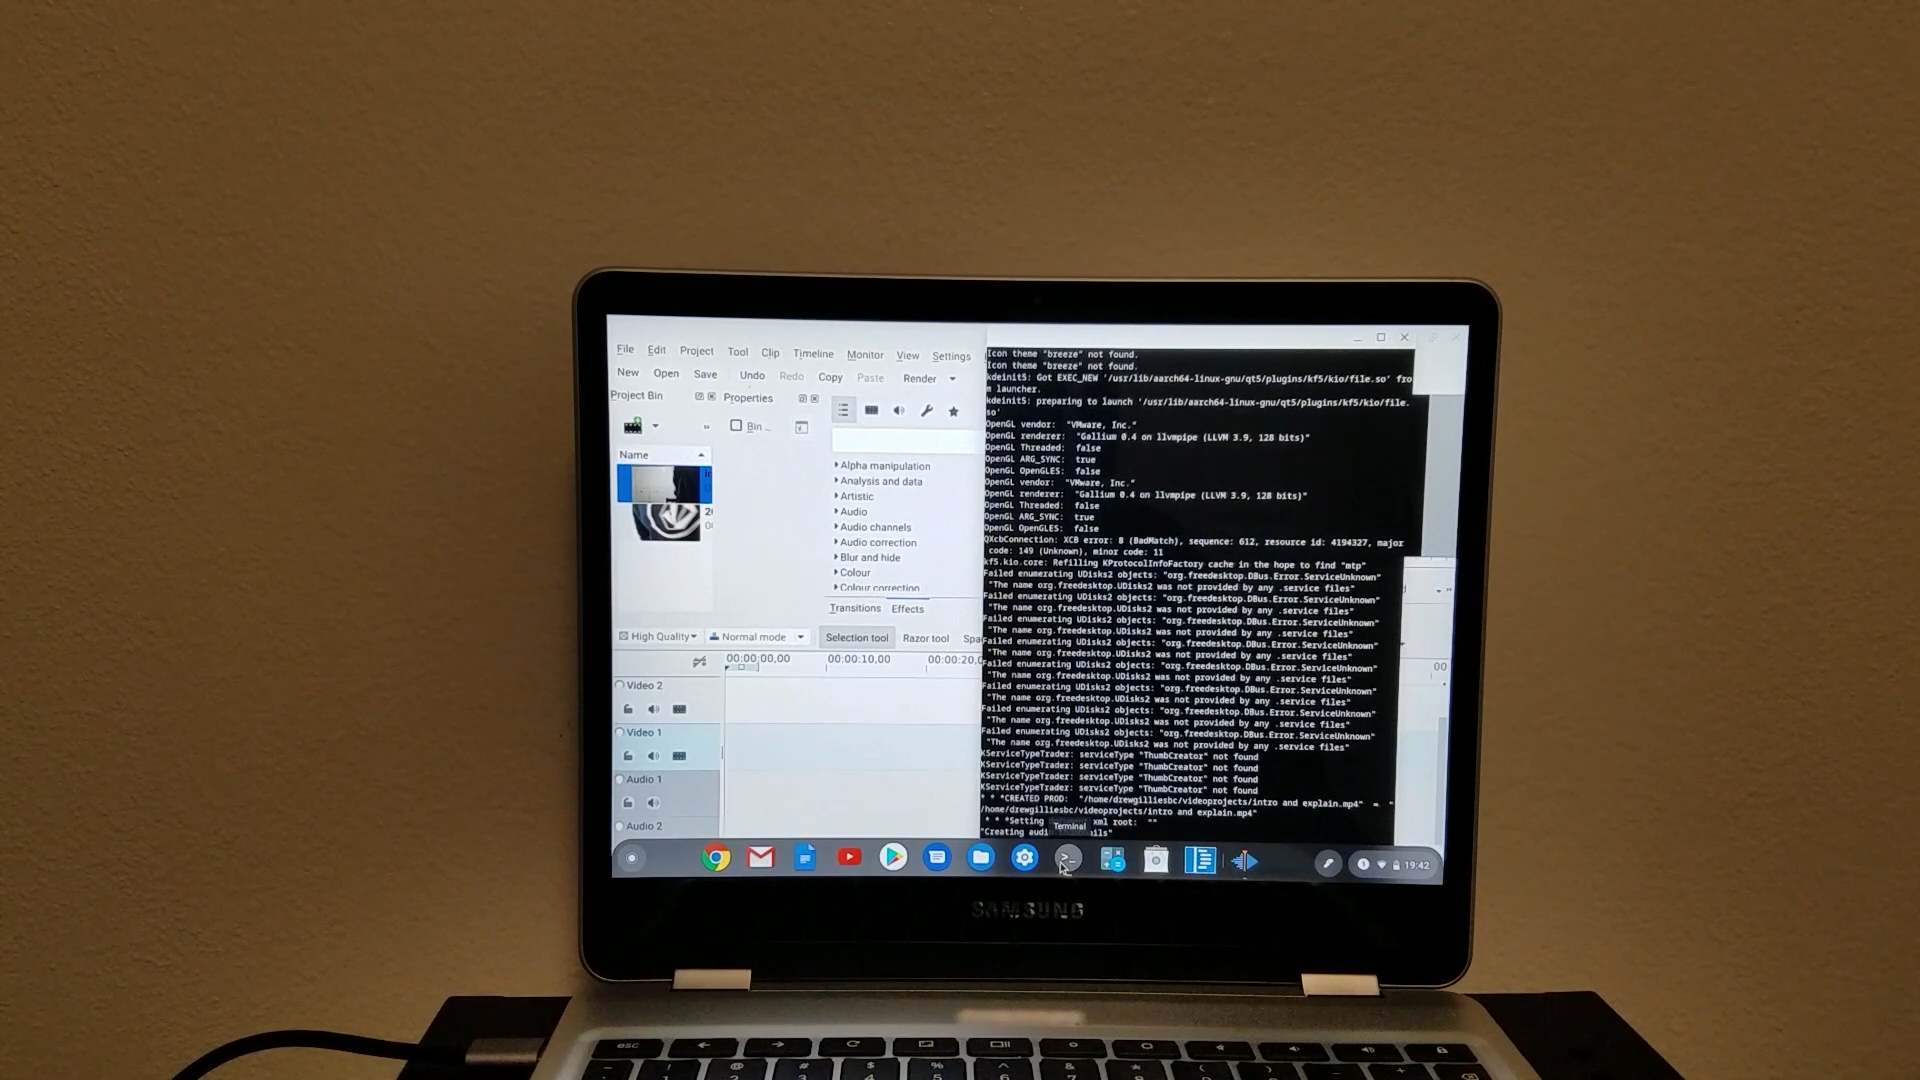 File Edit Project Tool Clip Timeline Monitor View Settings
New Open Save Undo Redo Copy Paste Render
Project Bin
Properties
Bin
Name
Alpha manipulation
Analysis and data
Artistic
Audio
Audio channels
Audio correction
Blur and hide
Colour
Colour correction
Transitions Effects
High Quality Normal mode Selection tool Razor tool Spa
00:00:00,00 00:00:10,00 00:00:20,0
Video 2
Video 1
Audio 1
Audio 2
Icon theme "breeze" not found.
Icon theme "breeze" not found.
kdeinit5: Got EXEC_NEW '/usr/lib/aarch64-linux-gnu/qt5/plugins/kf5/kio/file.so' fro
m launcher.
kdeinit5: preparing to launch '/usr/lib/aarch64-linux-gnu/qt5/plugins/kf5/kio/file.
so'
OpenGL vendor: "VMware, Inc."
OpenGL renderer: "Gallium 0.4 on llvmpipe (LLVM 3.9, 128 bits)"
OpenGL Threaded: false
OpenGL ARG_SYNC: true
OpenGL OpenGLES: false
OpenGL vendor: "VMware, Inc."
OpenGL renderer: "Gallium 0.4 on llvmpipe (LLVM 3.9, 128 bits)"
OpenGL Threaded: false
OpenGL ARG_SYNC: true
OpenGL OpenGLES: false
QXcbConnection: XCB error: 8 (BadMatch), sequence: 612, resource id: 4194327, major
code: 149 (Unknown), minor code: 11
kf5.kio.core: Refilling KProtocolInfoFactory cache in the hope to find "mtp"
Failed enumerating UDisks2 objects: "org.freedesktop.DBus.Error.ServiceUnknown"
"The name org.freedesktop.UDisks2 was not provided by any .service files"
Failed enumerating UDisks2 objects: "org.freedesktop.DBus.Error.ServiceUnknown"
"The name org.freedesktop.UDisks2 was not provided by any .service files"
Failed enumerating UDisks2 objects: "org.freedesktop.DBus.Error.ServiceUnknown"
"The name org.freedesktop.UDisks2 was not provided by any .service files"
Failed enumerating UDisks2 objects: "org.freedesktop.DBus.Error.ServiceUnknown"
"The name org.freedesktop.UDisks2 was not provided by any .service files"
Failed enumerating UDisks2 objects: "org.freedesktop.DBus.Error.ServiceUnknown"
"The name org.freedesktop.UDisks2 was not provided by any .service files"
Failed enumerating UDisks2 objects: "org.freedesktop.DBus.Error.ServiceUnknown"
"The name org.freedesktop.UDisks2 was not provided by any .service files"
Failed enumerating UDisks2 objects: "org.freedesktop.DBus.Error.ServiceUnknown"
"The name org.freedesktop.UDisks2 was not provided by any .service files"
Failed enumerating UDisks2 objects: "org.freedesktop.DBus.Error.ServiceUnknown"
"The name org.freedesktop.UDisks2 was not provided by any .service files"
KServiceTypeTrader: serviceType "ThumbCreator" not found
KServiceTypeTrader: serviceType "ThumbCreator" not found
KServiceTypeTrader: serviceType "ThumbCreator" not found
KServiceTypeTrader: serviceType "ThumbCreator" not found
* * *CREATED PROD: "/home/drewgilliesbc/videoprojects/intro and explain.mp4" = "
/home/drewgilliesbc/videoprojects/intro and explain.mp4"
* * *Setting xml root: ""
"Creating audi ils"
Terminal
00
19:42
SAMSUNG
esc